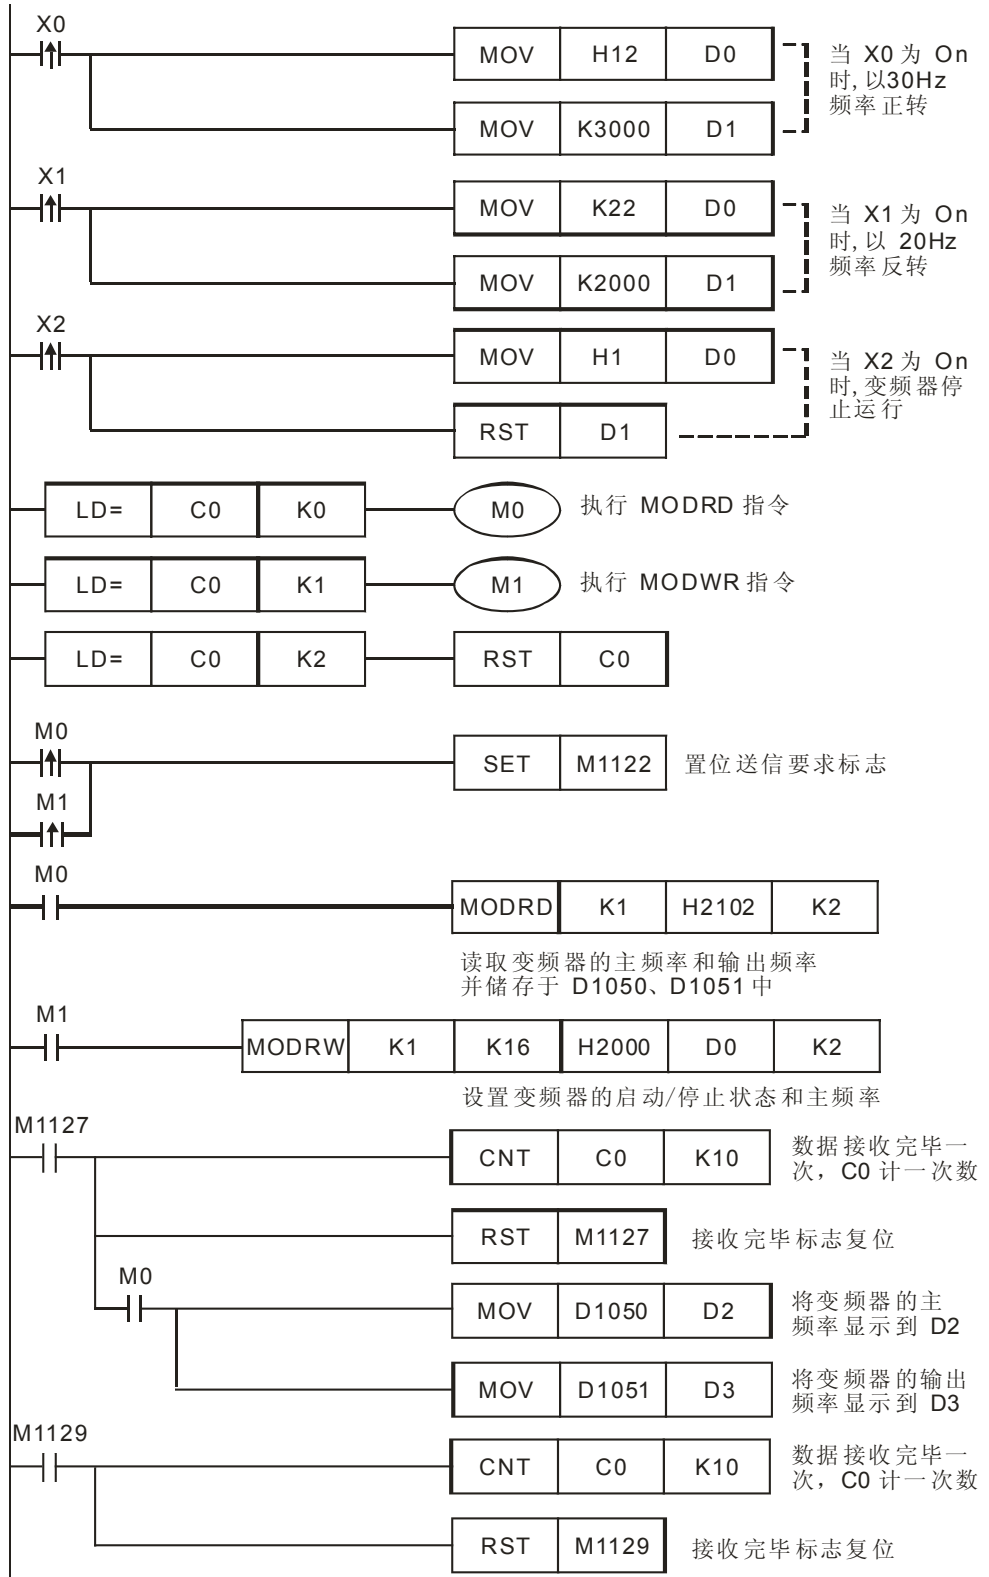 X0
MOV H12 D0
当 X0 为 On
时,以30Hz
频率正转
MOV K3000 D1
X1
MOV K22 D0
当 X1 为 On
时,以 20Hz
频率反转
MOV K2000 D1
X2
MOV H1 D0
当 X2 为 On
时,变频器停
止运行
RST D1
LD= C0 K0 M0 执行 MODRD 指令
LD= C0 K1 M1 执行 MODWR 指令
LD= C0 K2 RST C0
M0
SET M1122 置位送信要求标志
M1
M0
MODRD K1 H2102 K2
读取变频器的主频率和输出频率
并储存于 D1050、D1051 中
M1
MODRW K1 K16 H2000 D0 K2
设置变频器的启动/停止状态和主频率
M1127
CNT C0 K10
数据接收完毕一
次，C0 计一次数
RST M1127 接收完毕标志复位
M0
MOV D1050 D2
将变频器的主
频率显示到 D2
MOV D1051 D3
将变频器的输出
频率显示到 D3
M1129
CNT C0 K10
数据接收完毕一
次，C0 计一次数
RST M1129 接收完毕标志复位